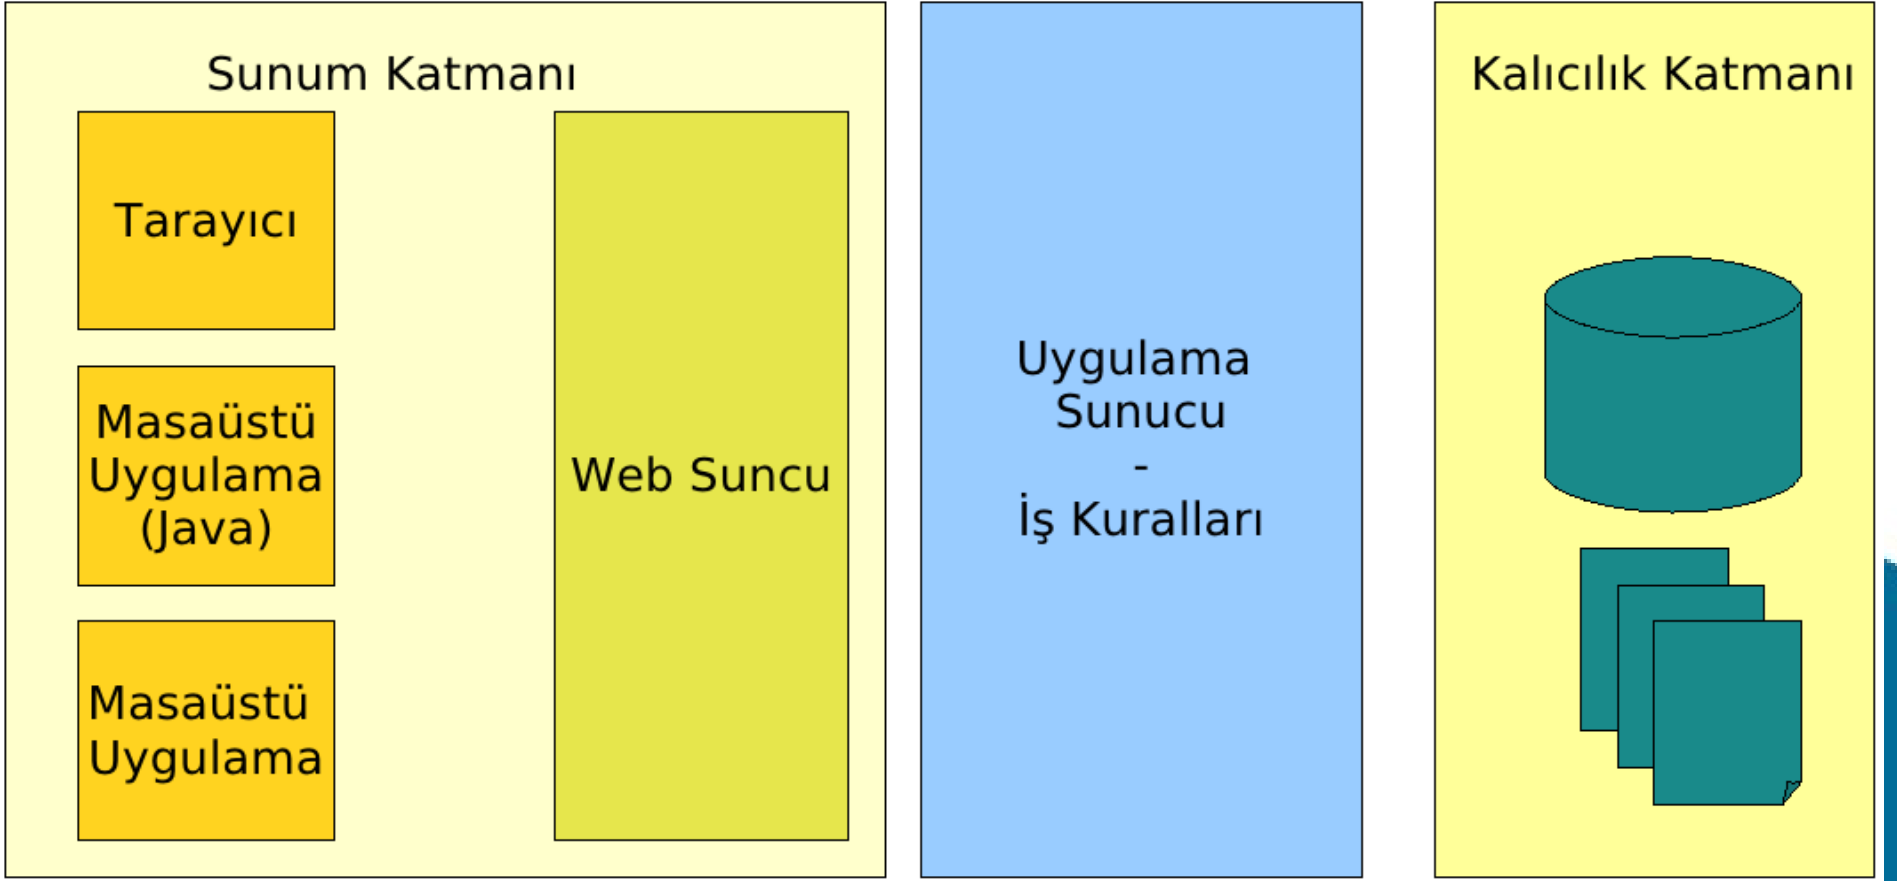 Sunum Katmanı
Tarayıcı
Masaüstü
Uygulama
(Java)
Masaüstü
Uygulama
Web Suncu
Uygulama
Sunucu
-
İş Kuralları
Kalıcılık Katmanı